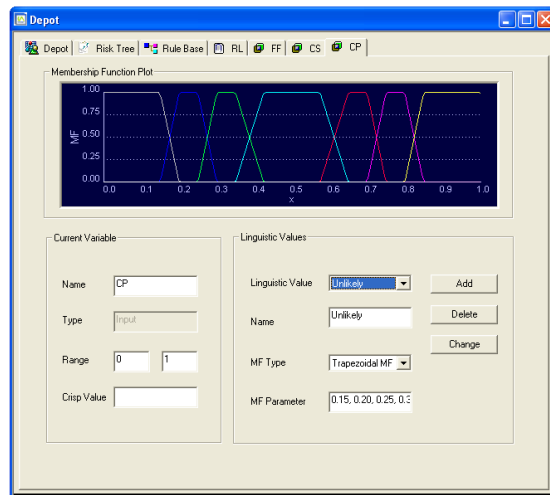 Depot
Depot Risk Tree Rule Base RL FF CS CP
Membership Function Plot
1.00
0.75
0.50
0.25
0.00
MF
0.0 0.1 0.2 0.3 0.4 0.5 0.6 0.7 0.8 0.9 1.0
x
Current Variable
Name CP
Type Input
Range 0 1
Crisp Value
Linguistic Values
Linguistic Value Unlikely Add
Name Unlikely Delete
Change
MF Type Trapezoidal MF
MF Parameter 0.15, 0.20, 0.25, 0.3